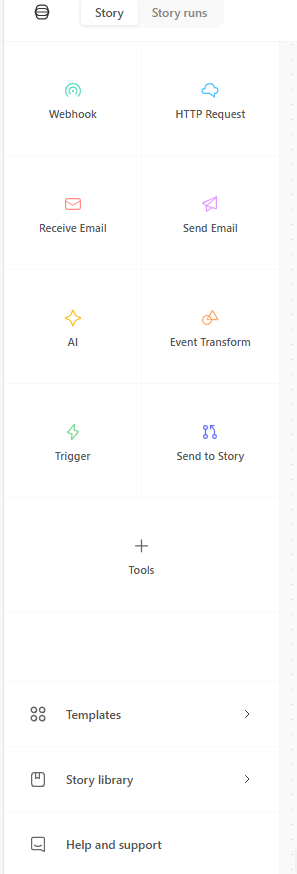 Story Story runs
Webhook HTTP Request
Receive Email Send Email
AI Event Transform
Trigger Send to Story
Tools
Templates
Story library
Help and support